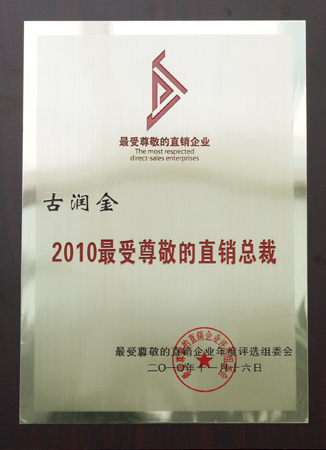 最受尊敬的直销企业
The most respected
direct-sales enterprises
古润金
2010最受尊敬的直销总裁
最受尊敬的直销企业年度评选组委会
二〇一〇年十一月十六日